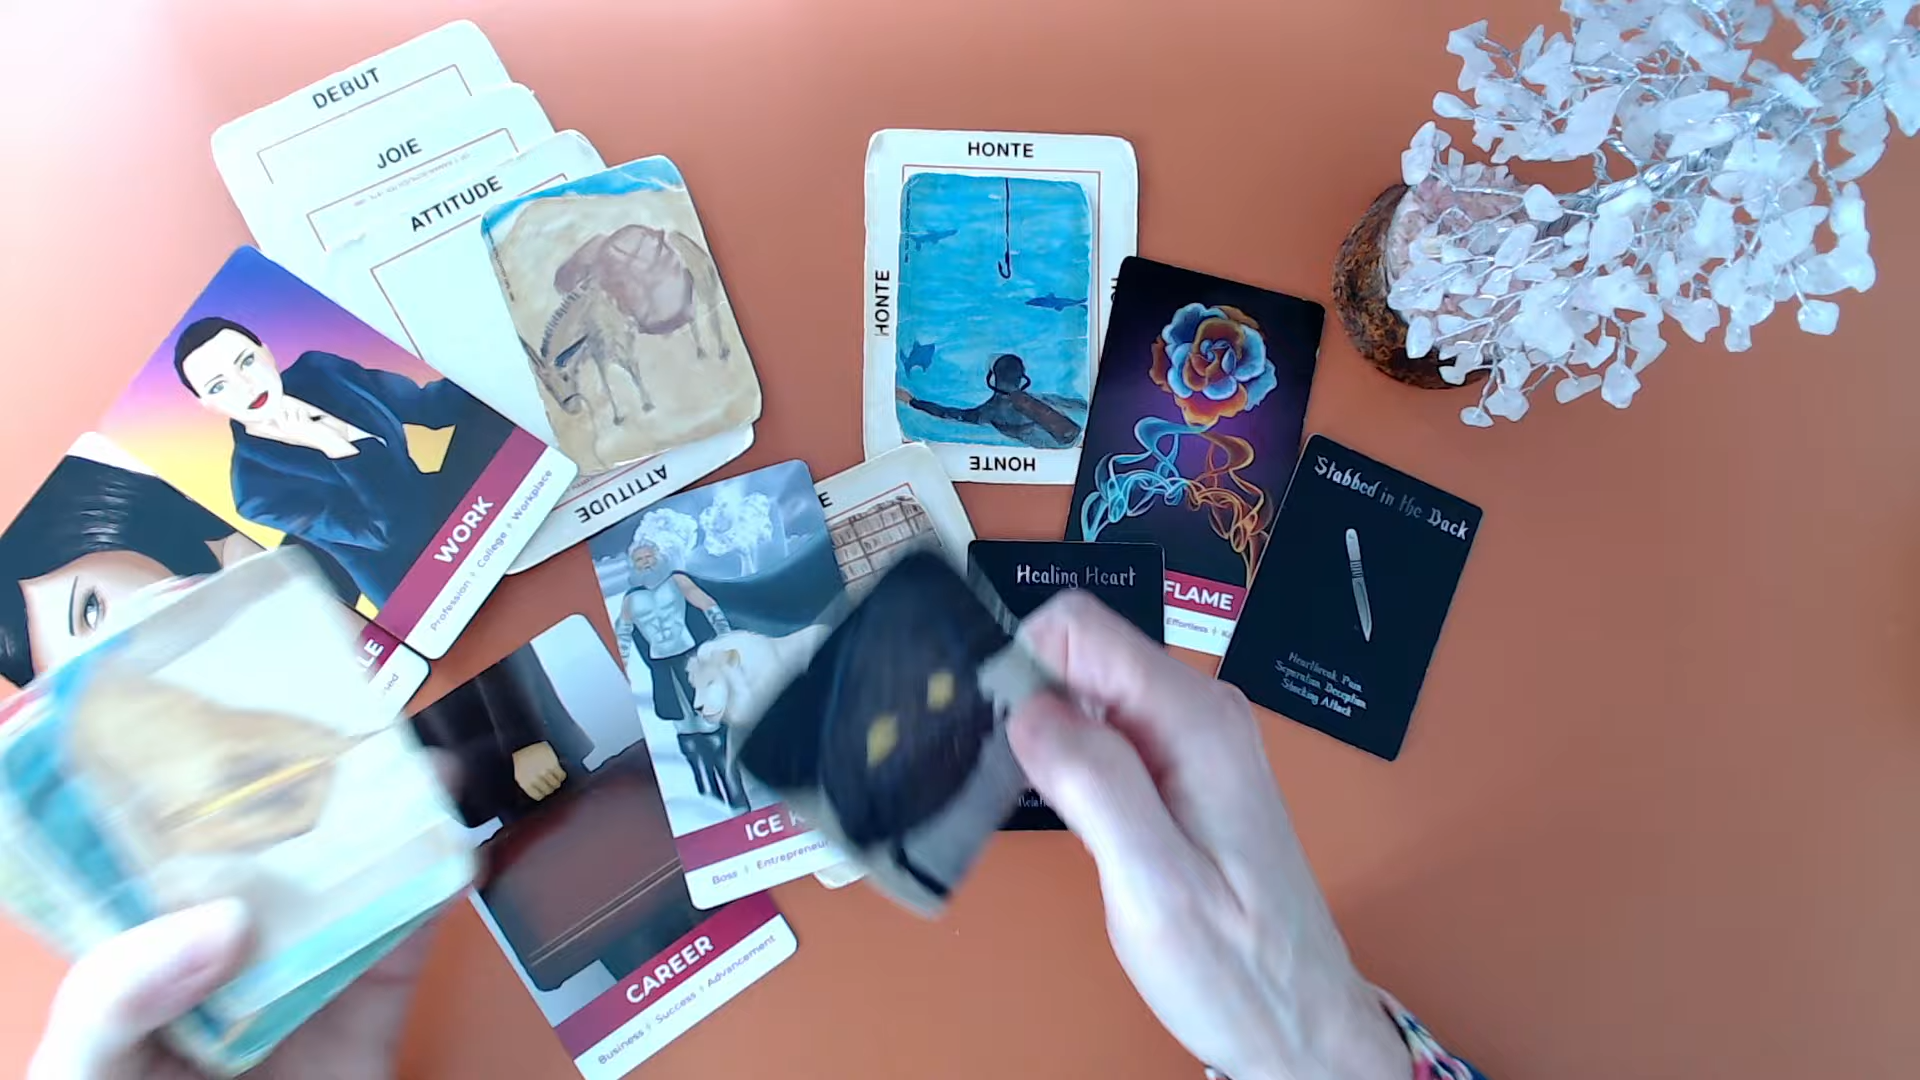 DEBUT
JOIE
ATTITUDE
ATTITUDE
HONTE
HONTE
HONTE
WORK
Profession College Workplace
ICE
Boss Entrepreneur
CAREER
Business Success Advancement
Healing Heart
FLAME
Effortless
Stabbed in the Back
Heartbreak Pain
Separation Deception
Shocking Attack